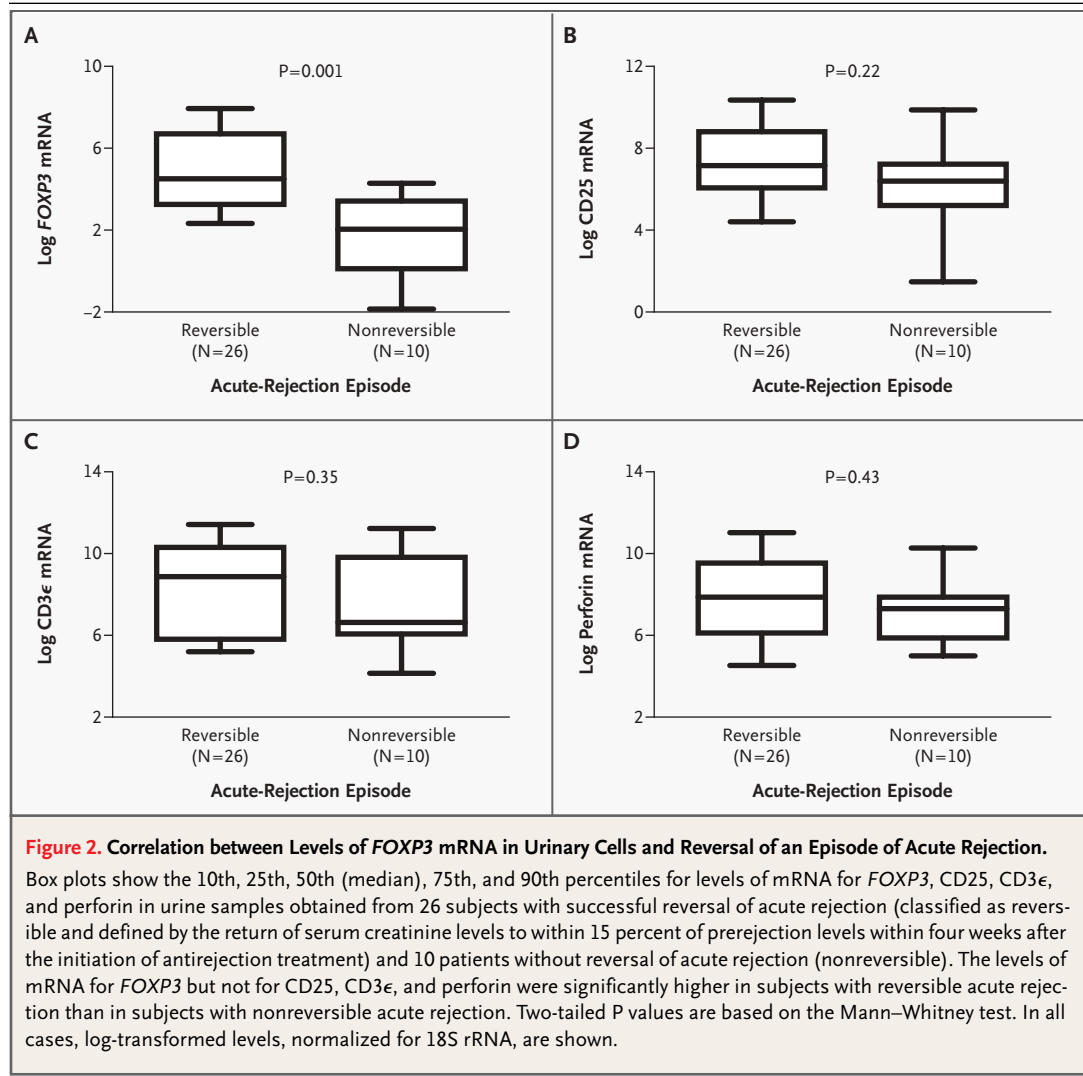 A
P=0.001
10
6
2
–2
Log FOXP3 mRNA
Reversible
(N=26)
Nonreversible
(N=10)
Acute-Rejection Episode
B
P=0.22
12
8
4
0
Log CD25 mRNA
Reversible
(N=26)
Nonreversible
(N=10)
Acute-Rejection Episode
C
P=0.35
14
10
6
2
Log CD3ϵ mRNA
Reversible
(N=26)
Nonreversible
(N=10)
Acute-Rejection Episode
D
P=0.43
14
10
6
2
Log Perforin mRNA
Reversible
(N=26)
Nonreversible
(N=10)
Acute-Rejection Episode
Figure 2. Correlation between Levels of FOXP3 mRNA in Urinary Cells and Reversal of an Episode of Acute Rejection.
Box plots show the 10th, 25th, 50th (median), 75th, and 90th percentiles for levels of mRNA for FOXP3, CD25, CD3ϵ,
and perforin in urine samples obtained from 26 subjects with successful reversal of acute rejection (classified as revers-
ible and defined by the return of serum creatinine levels to within 15 percent of prerejection levels within four weeks after
the initiation of antirejection treatment) and 10 patients without reversal of acute rejection (nonreversible). The levels of
mRNA for FOXP3 but not for CD25, CD3ϵ, and perforin were significantly higher in subjects with reversible acute rejec-
tion than in subjects with nonreversible acute rejection. Two-tailed P values are based on the Mann–Whitney test. In all
cases, log-transformed levels, normalized for 18S rRNA, are shown.